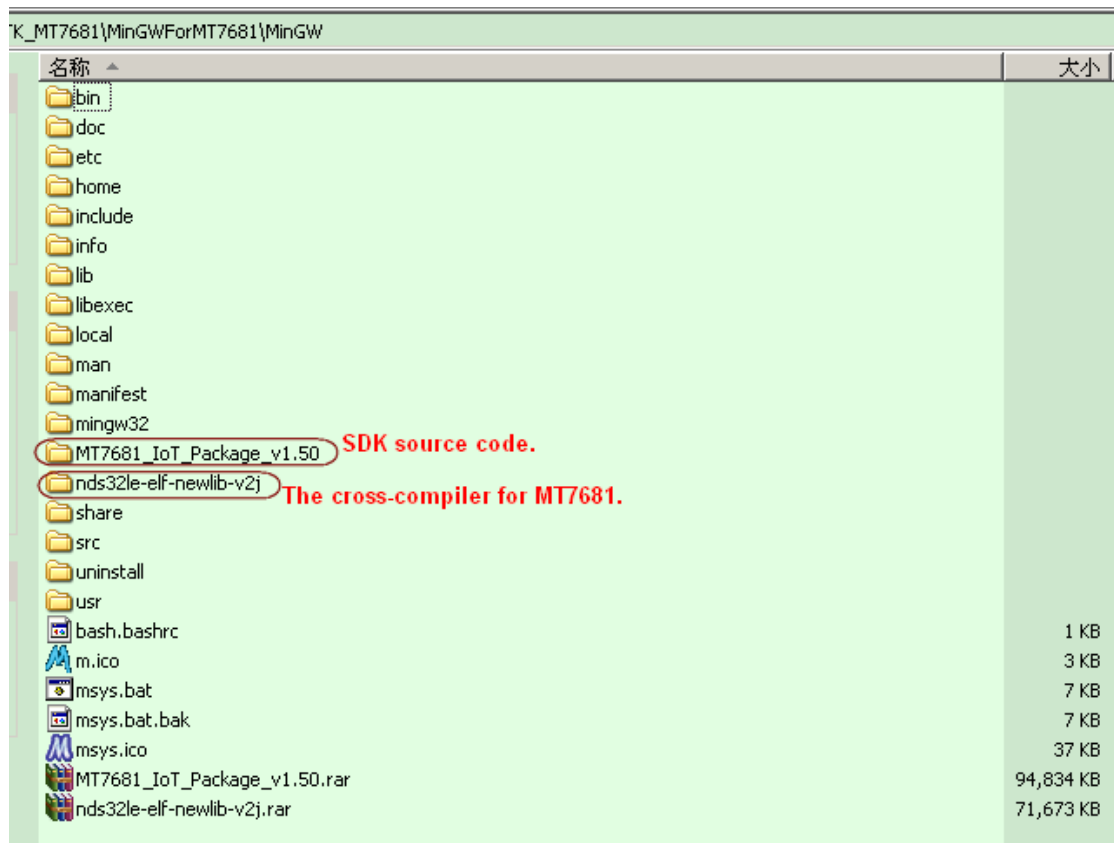 K_MT7681\MinGWForMT7681\MinGW
名称 大小
bin
doc
etc
home
include
info
lib
libexec
local
man
manifest
mingw32
MT7681_IoT_Package_v1.50 SDK source code.
nds32le-elf-newlib-v2j The cross-compiler for MT7681.
share
src
uninstall
usr
bash.bashrc 1 KB
m.ico 3 KB
msys.bat 7 KB
msys.bat.bak 7 KB
msys.ico 37 KB
MT7681_IoT_Package_v1.50.rar 94,834 KB
nds32le-elf-newlib-v2j.rar 71,673 KB